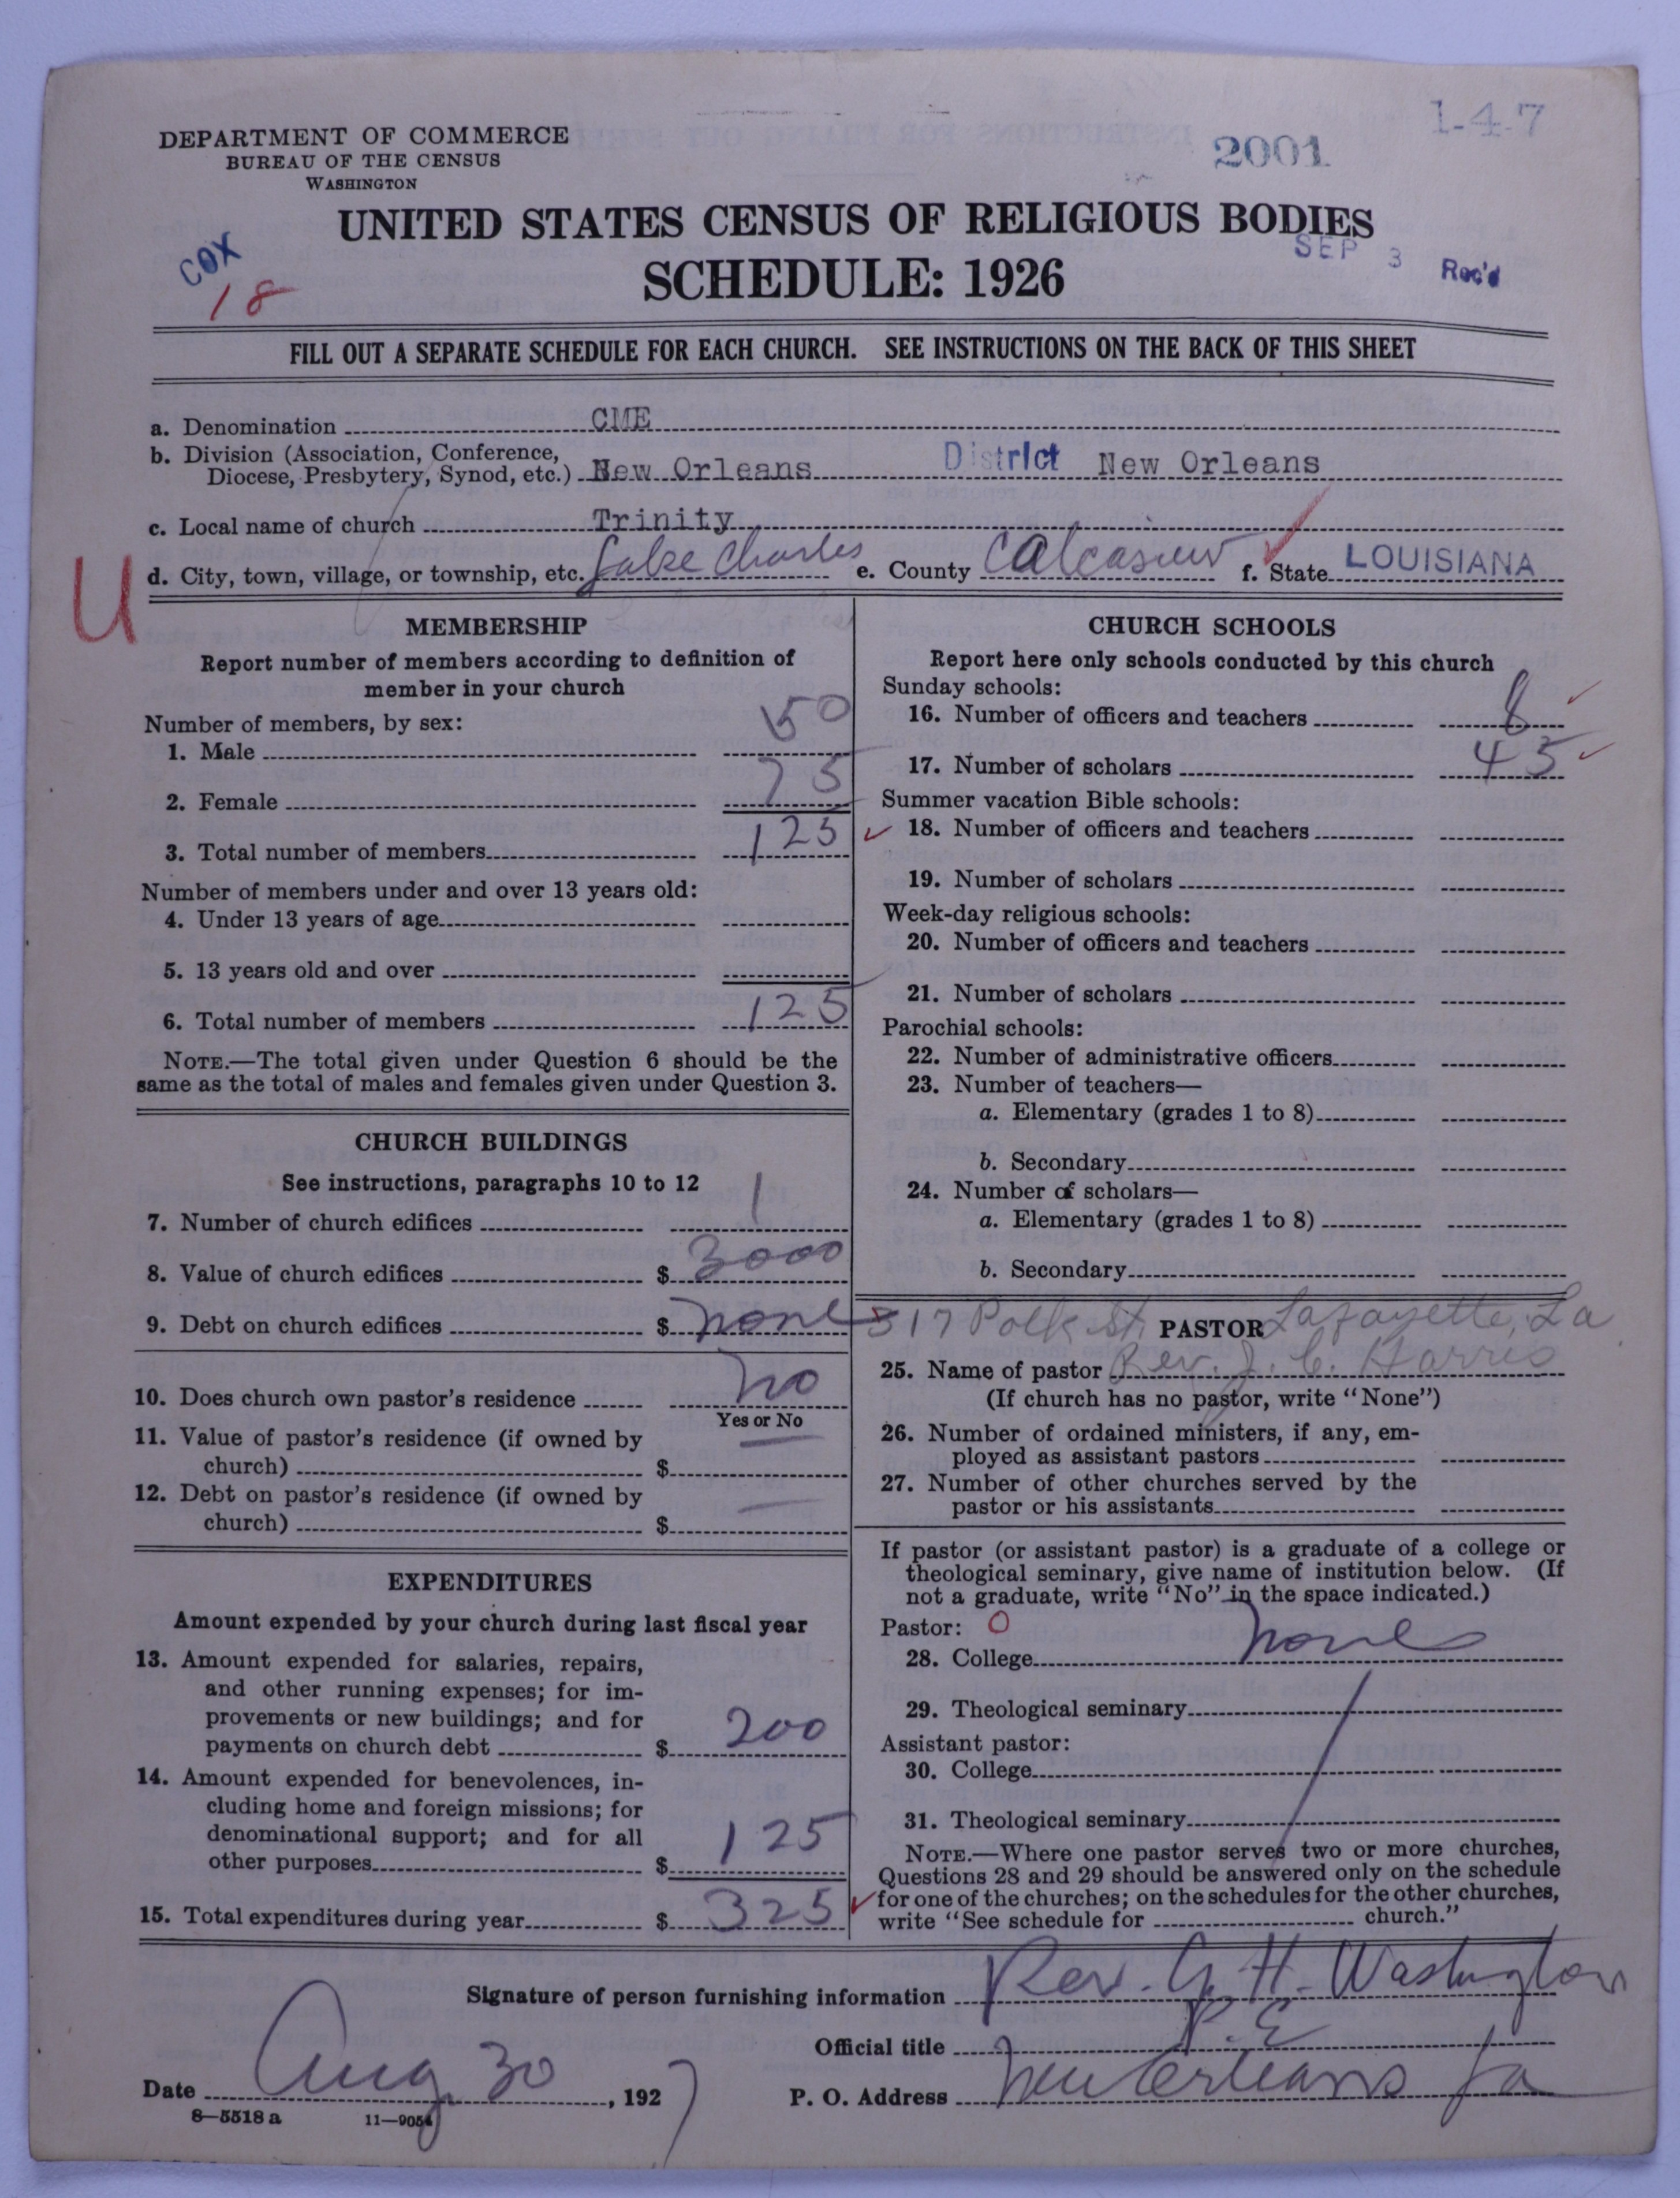 1-4-7
2001
DEPARTMENT OF COMMERCE
BUREAU OF THE CENSUS
WASHINGTON
UNITED STATES CENSUS OF RELIGIOUS BODIES
SCHEDULE: 1926
SEP 3 Rec'd
COX
18
FILL OUT A SEPARATE SCHEDULE FOR EACH CHURCH. SEE INSTRUCTIONS ON THE BACK OF THIS SHEET
a. Denomination CME
b. Division (Association, Conference,
Diocese, Presbytery, Synod, etc.) New Orleans District New Orleans
c. Local name of church Trinity
d. City, town, village, or township, etc. Lake Charles e. County Calcasieu f. State LOUISIANA
U
MEMBERSHIP
Report number of members according to definition of
member in your church
Number of members, by sex:
1. Male 50
2. Female 75
3. Total number of members 125
Number of members under and over 13 years old:
4. Under 13 years of age
5. 13 years old and over
6. Total number of members 125
NOTE.—The total given under Question 6 should be the
same as the total of males and females given under Question 3.
CHURCH BUILDINGS
See instructions, paragraphs 10 to 12
7. Number of church edifices 1
8. Value of church edifices $ 3000
9. Debt on church edifices $ none
10. Does church own pastor's residence no
Yes or No
11. Value of pastor's residence (if owned by
church) $
12. Debt on pastor's residence (if owned by
church) $
EXPENDITURES
Amount expended by your church during last fiscal year
13. Amount expended for salaries, repairs,
and other running expenses; for im-
provements or new buildings; and for
payments on church debt $ 200
14. Amount expended for benevolences, in-
cluding home and foreign missions; for
denominational support; and for all
other purposes $ 125
15. Total expenditures during year $ 325
CHURCH SCHOOLS
Report here only schools conducted by this church
Sunday schools:
16. Number of officers and teachers 8
17. Number of scholars 45
Summer vacation Bible schools:
18. Number of officers and teachers
19. Number of scholars
Week-day religious schools:
20. Number of officers and teachers
21. Number of scholars
Parochial schools:
22. Number of administrative officers
23. Number of teachers—
a. Elementary (grades 1 to 8)
b. Secondary
24. Number of scholars—
a. Elementary (grades 1 to 8)
b. Secondary
317 Polk St. PASTOR Lafayette, La
25. Name of pastor Rev. J. C. Harris
(If church has no pastor, write "None")
26. Number of ordained ministers, if any, em-
ployed as assistant pastors
27. Number of other churches served by the
pastor or his assistants
If pastor (or assistant pastor) is a graduate of a college or
theological seminary, give name of institution below. (If
not a graduate, write "No" in the space indicated.)
Pastor: 0
28. College none
29. Theological seminary
Assistant pastor:
30. College
31. Theological seminary
NOTE.—Where one pastor serves two or more churches,
Questions 28 and 29 should be answered only on the schedule
for one of the churches; on the schedules for the other churches,
write "See schedule for church."
Signature of person furnishing information Rev. G. H. Washington
Official title P. E
Date Aug. 30, 1927 P. O. Address New Orleans La
8—5518 a 11—9054